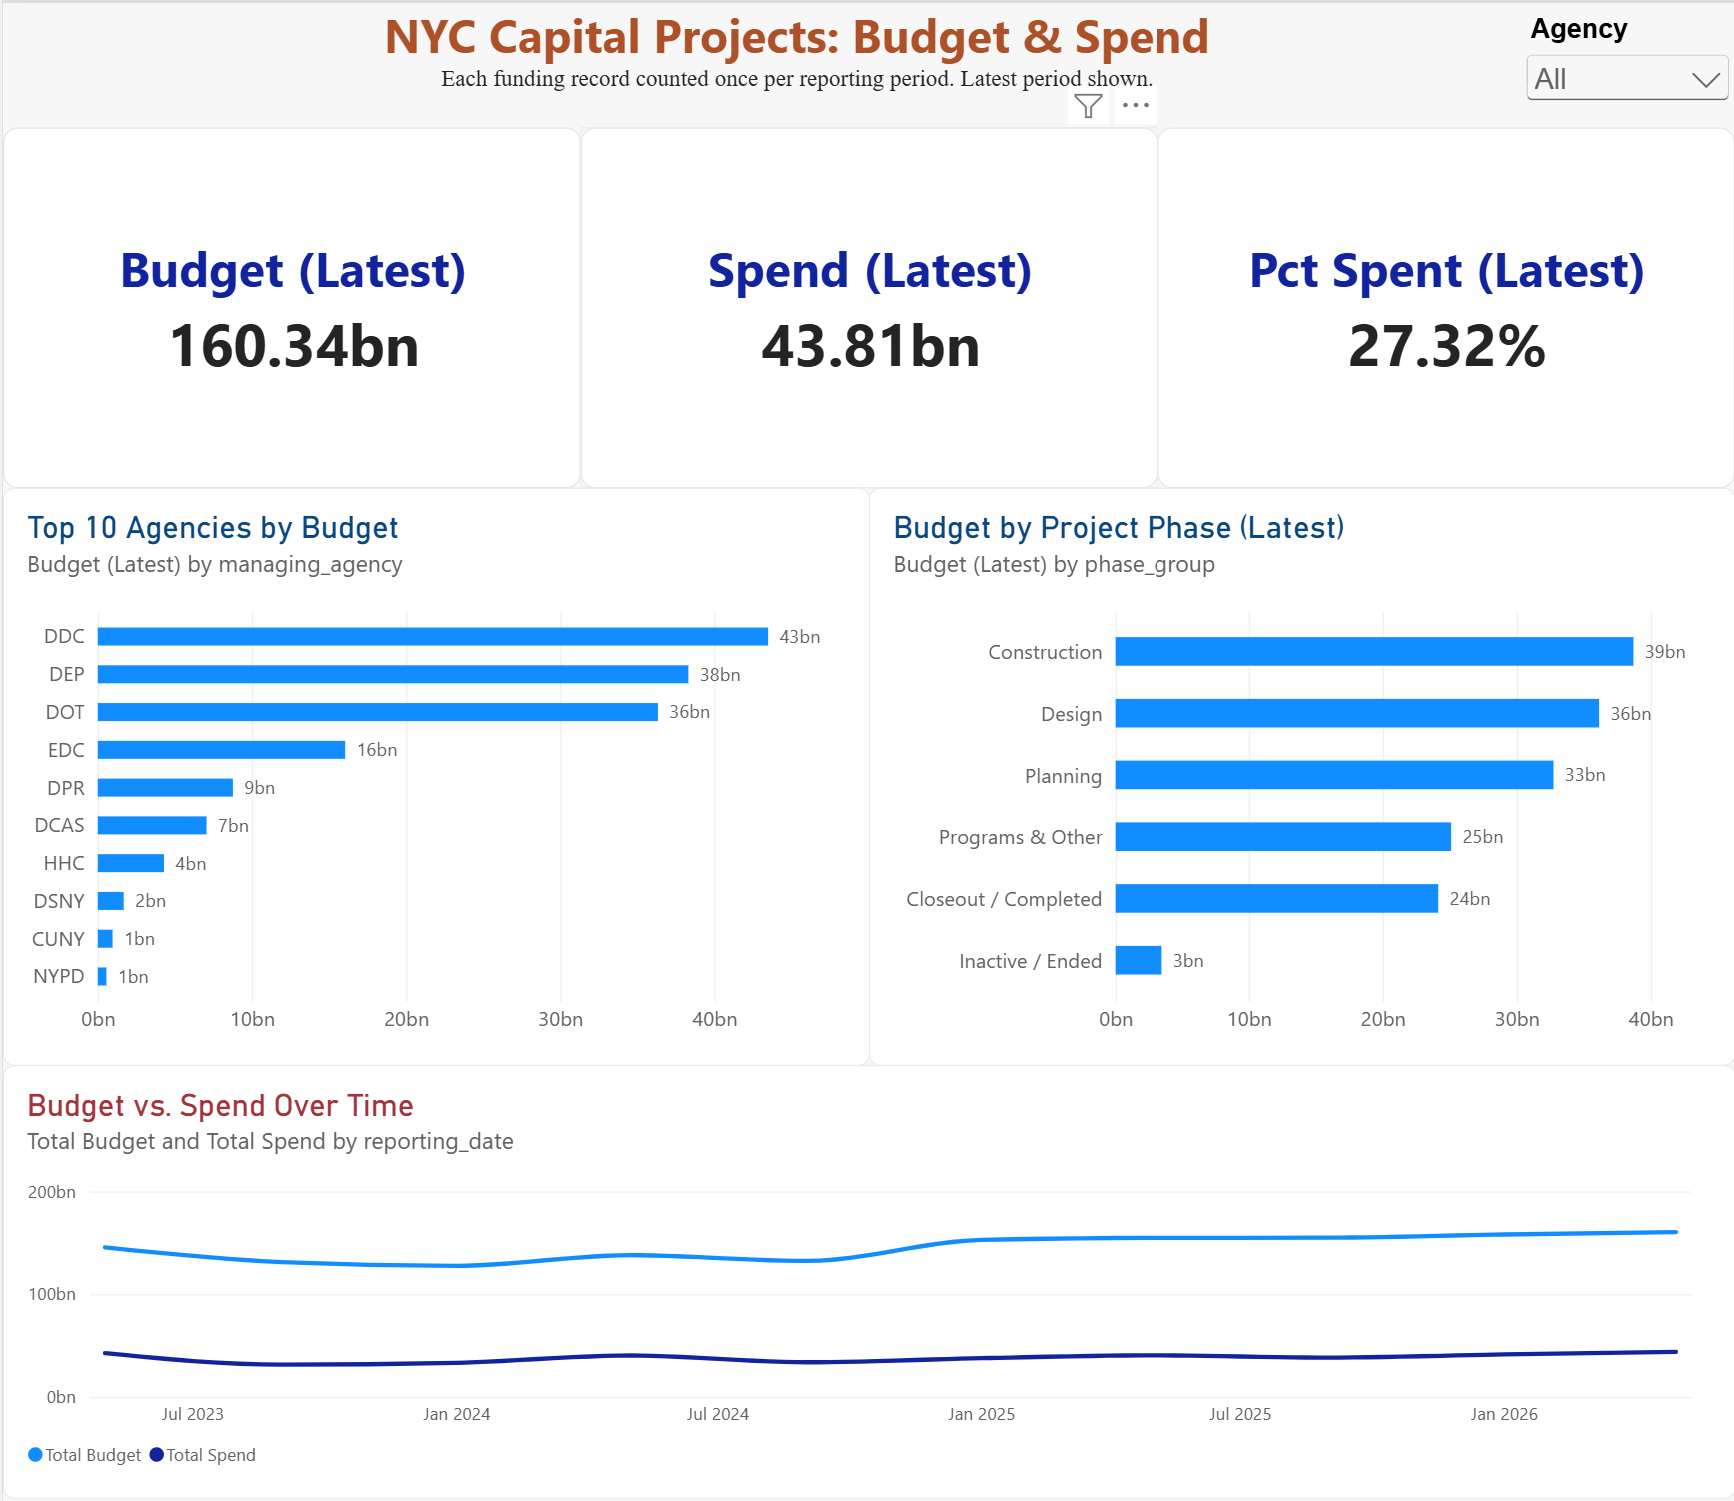 NYC Capital Projects: Budget & Spend
Each funding record counted once per reporting period. Latest period shown.
Agency
All
Budget (Latest)
160.34bn
Spend (Latest)
43.81bn
Pct Spent (Latest)
27.32%
Top 10 Agencies by Budget
Budget (Latest) by managing_agency
DDC 43bn
DEP 38bn
DOT 36bn
EDC 16bn
DPR 9bn
DCAS 7bn
HHC 4bn
DSNY 2bn
CUNY 1bn
NYPD 1bn
0bn 10bn 20bn 30bn 40bn
Budget by Project Phase (Latest)
Budget (Latest) by phase_group
Construction 39bn
Design 36bn
Planning 33bn
Programs & Other 25bn
Closeout / Completed 24bn
Inactive / Ended 3bn
0bn 10bn 20bn 30bn 40bn
Budget vs. Spend Over Time
Total Budget and Total Spend by reporting_date
200bn
100bn
0bn
Jul 2023 Jan 2024 Jul 2024 Jan 2025 Jul 2025 Jan 2026
Total Budget Total Spend